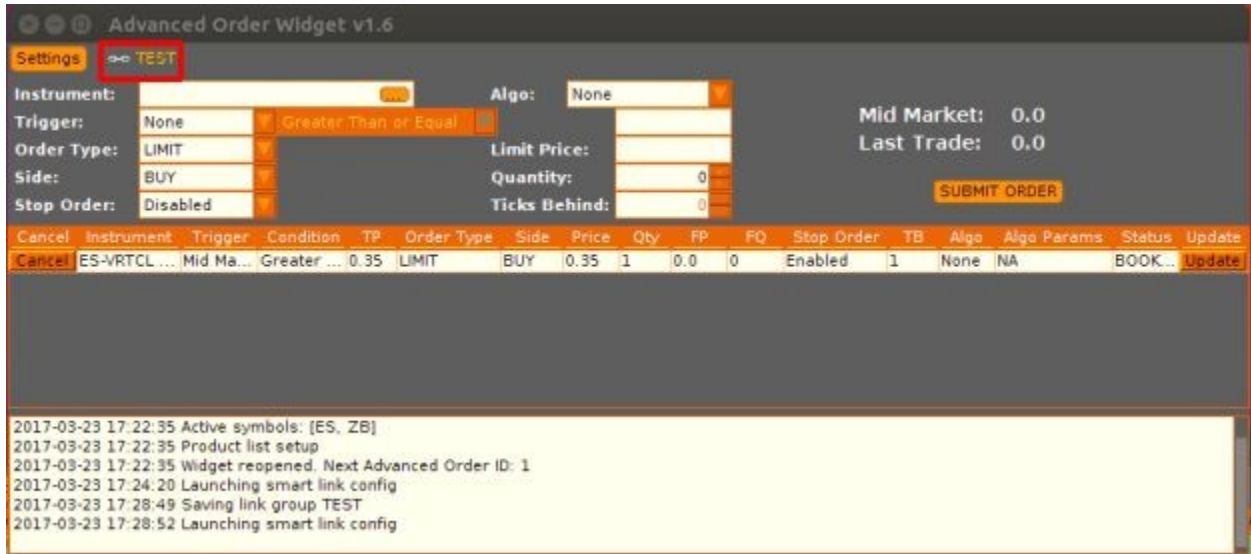 Advanced Order Widget v1.6
Settings TEST
Instrument: ... Algo: None
Trigger: None Greater Than or Equal
Order Type: LIMIT Limit Price:
Side: BUY Quantity: 0
Stop Order: Disabled Ticks Behind: 0
Mid Market: 0.0
Last Trade: 0.0
SUBMIT ORDER
Cancel Instrument Trigger Condition TP Order Type Side Price Qty FP FQ Stop Order TB Algo Algo Params Status Update
Cancel ES-VRTCL ... Mid Ma... Greater ... 0.35 LIMIT BUY 0.35 1 0.0 0 Enabled 1 None NA BOOK... Update
2017-03-23 17:22:35 Active symbols: [ES, ZB]
2017-03-23 17:22:35 Product list setup
2017-03-23 17:22:35 Widget reopened. Next Advanced Order ID: 1
2017-03-23 17:24:20 Launching smart link config
2017-03-23 17:28:49 Saving link group TEST
2017-03-23 17:28:52 Launching smart link config